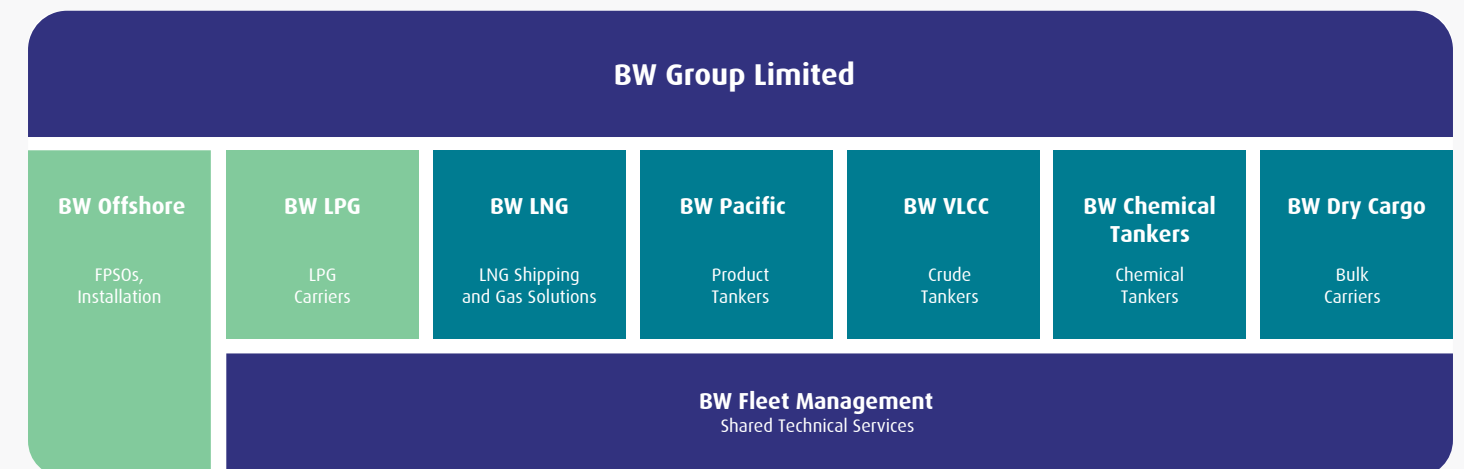 BW Group Limited
BW Offshore
FPSOs,
Installation
BW LPG
LPG
Carriers
BW LNG
LNG Shipping
and Gas Solutions
BW Pacific
Product
Tankers
BW VLCC
Crude
Tankers
BW Chemical
Tankers
Chemical
Tankers
BW Dry Cargo
Bulk
Carriers
BW Fleet Management
Shared Technical Services